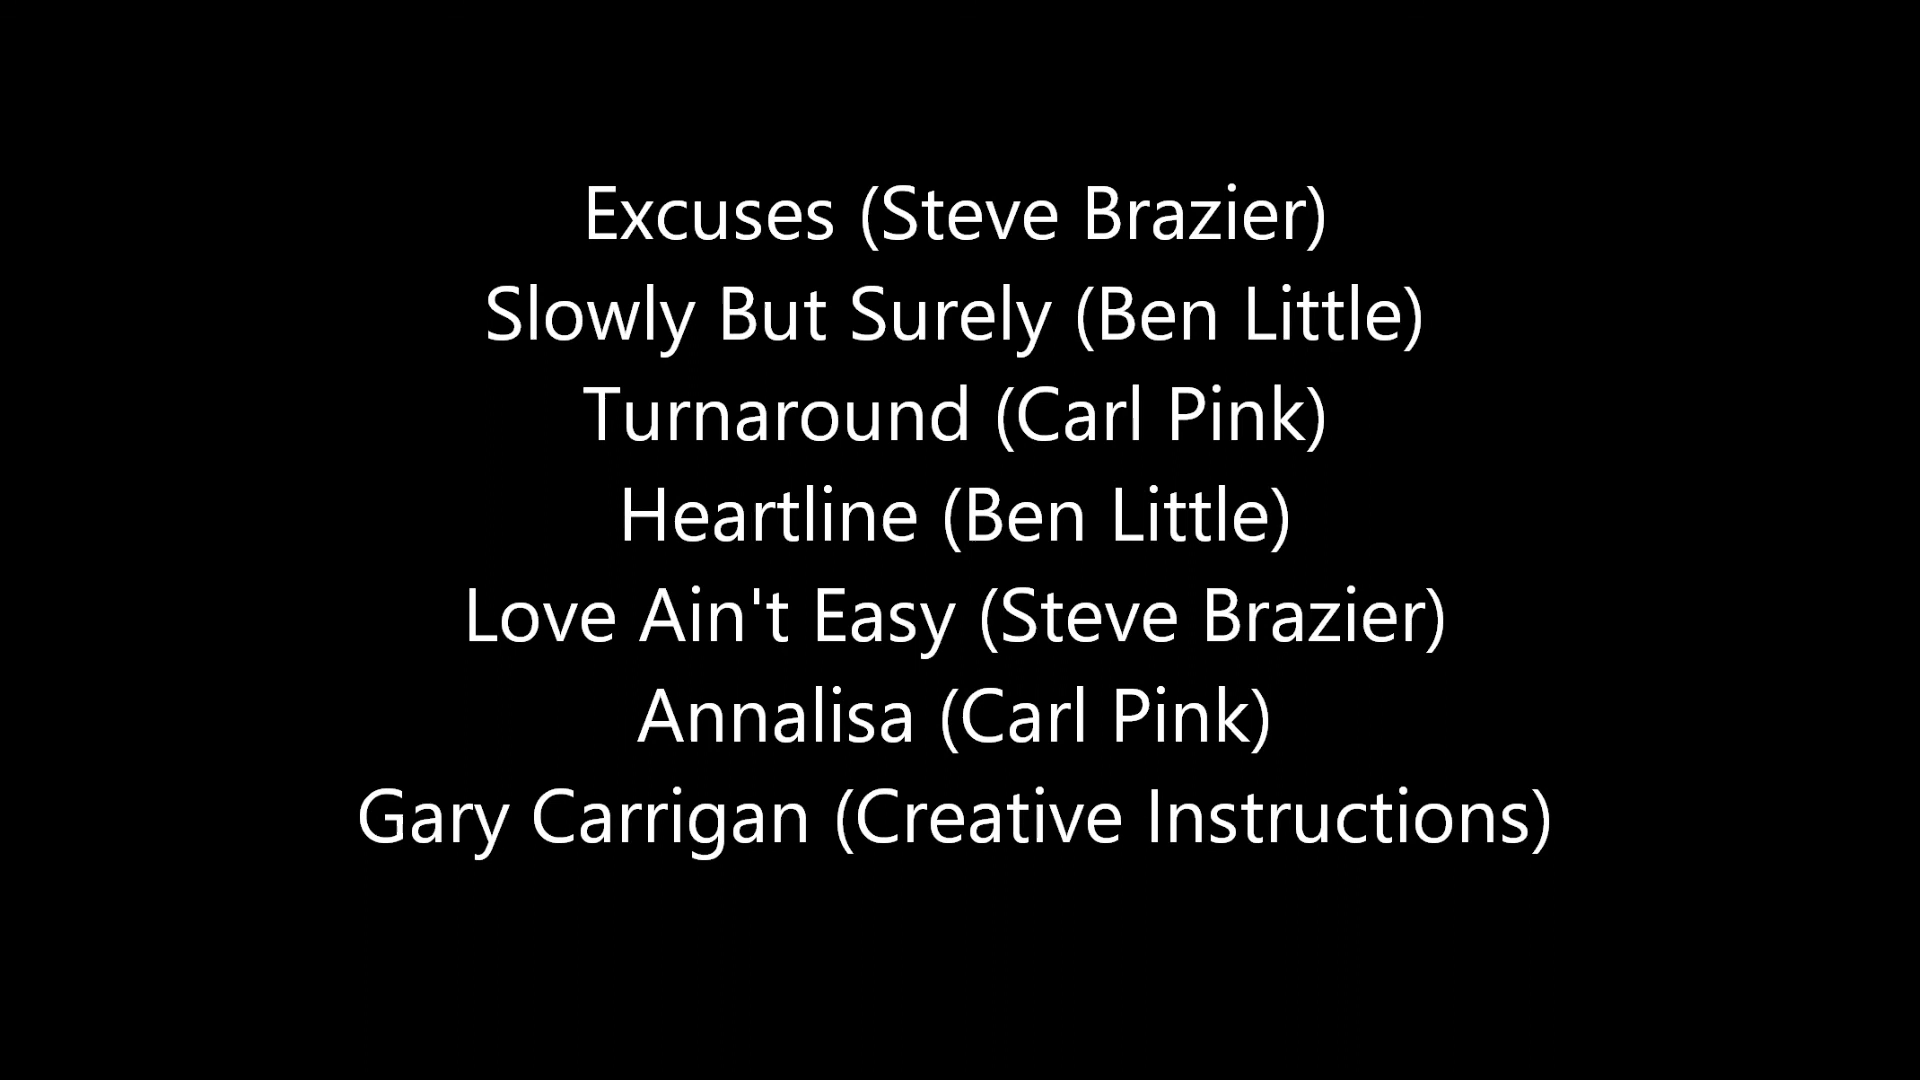 Excuses (Steve Brazier)
Slowly But Surely (Ben Little)
Turnaround (Carl Pink)
Heartline (Ben Little)
Love Ain't Easy (Steve Brazier)
Annalisa (Carl Pink)
Gary Carrigan (Creative Instructions)